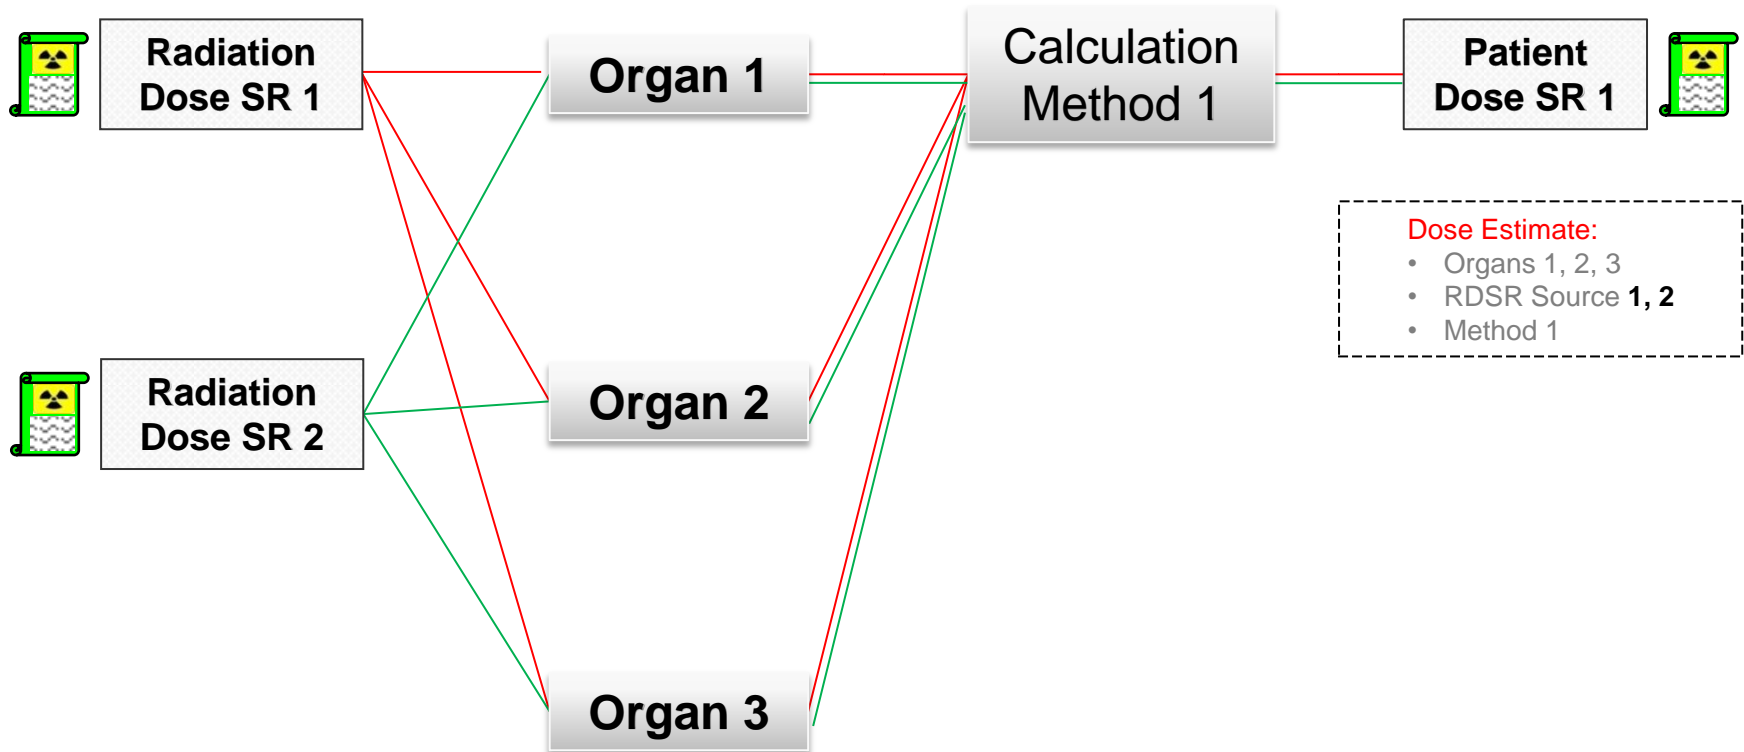 Radiation
Dose SR 1
Organ 1
Calculation
Method 1
Patient
Dose SR 1
Dose Estimate:
• Organs 1, 2, 3
• RDSR Source 1, 2
• Method 1
Radiation
Dose SR 2
Organ 2
Organ 3